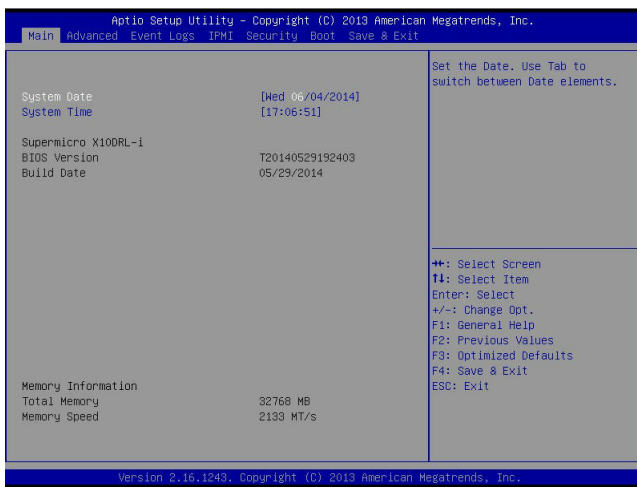 Aptio Setup Utility – Copyright (C) 2013 American Megatrends, Inc.
Main Advanced Event Logs IPMI Security Boot Save & Exit
Set the Date. Use Tab to
switch between Date elements.
System Date [Wed 06/04/2014]
System Time [17:06:51]
Supermicro X10DRL-i
BIOS Version T20140529192403
Build Date 05/29/2014
Memory Information
Total Memory 32768 MB
Memory Speed 2133 MT/s
→←: Select Screen
↑↓: Select Item
Enter: Select
+/-: Change Opt.
F1: General Help
F2: Previous Values
F3: Optimized Defaults
F4: Save & Exit
ESC: Exit
Version 2.16.1243. Copyright (C) 2013 American Megatrends, Inc.